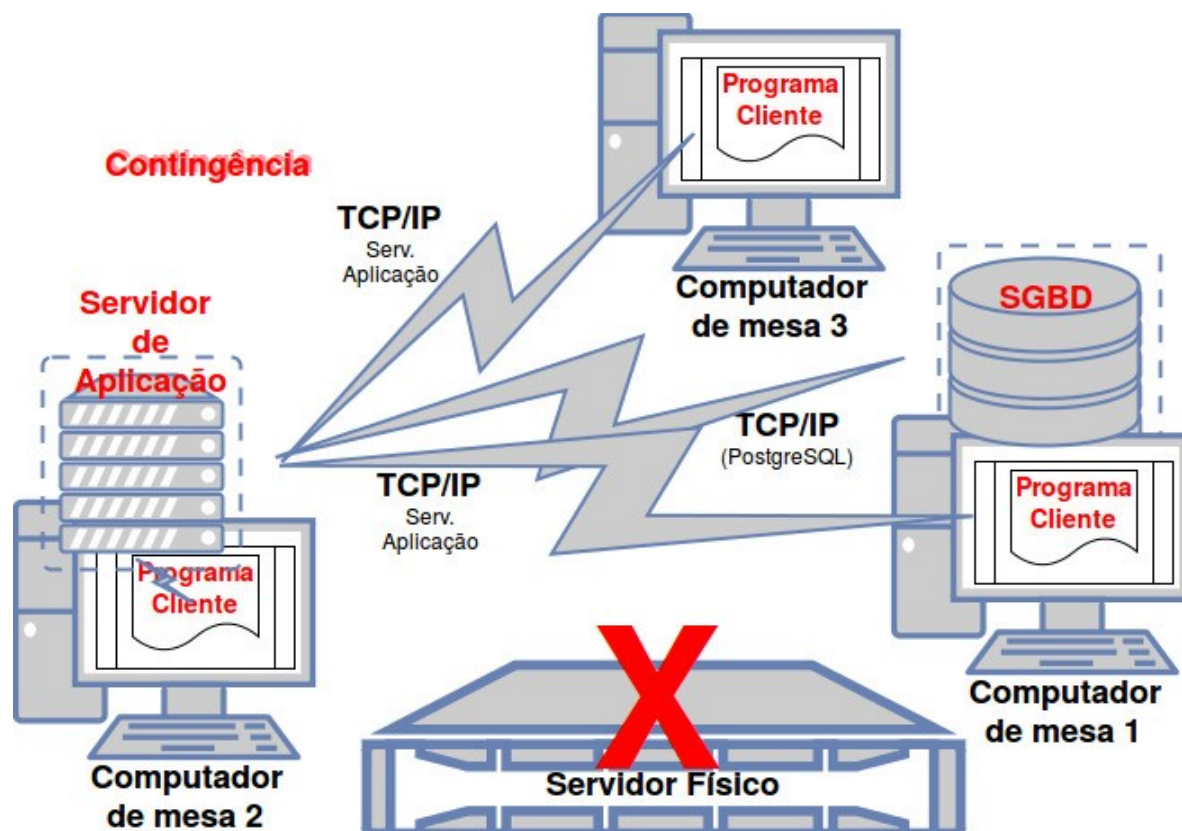 Programa
Cliente
Contingência
TCP/IP
Serv.
Aplicação
Computador
de mesa 3
SGBD
Servidor
de
Aplicação
TCP/IP
(PostgreSQL)
TCP/IP
Serv.
Aplicação
Programa
Cliente
Programa
Cliente
X
Computador
de mesa 1
Servidor Físico
Computador
de mesa 2